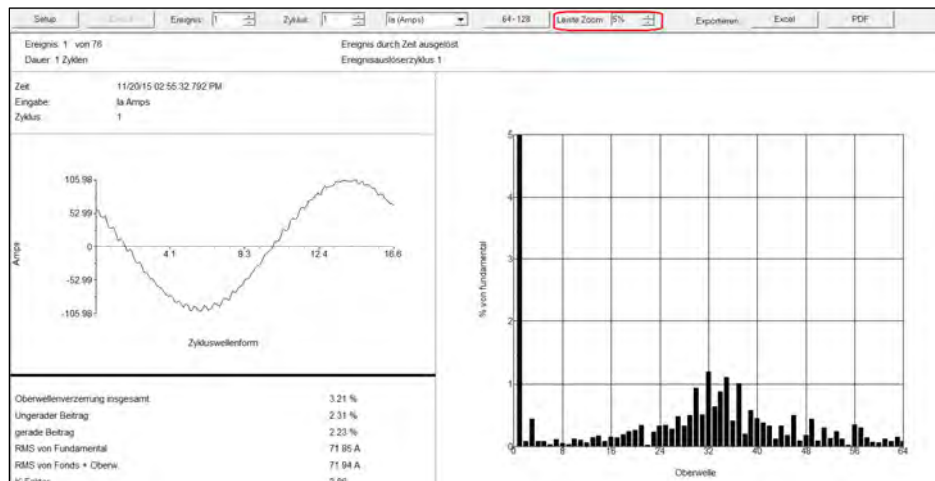 Setup Ereignis: 1 Zyklus: 1 Ia (Amps) 64-128 Leiste Zoom: 5% Exportieren: Excel PDF
Ereignis 1 von 76 Ereignis durch Zeit ausgelöst
Dauer: 1 Zyklen Ereignisauslöserzyklus 1
Zeit 11/20/15 02:55:32.792 PM
Eingabe: Ia Amps
Zyklus: 1
105.98
52.99
0
-52.99
-105.98
4.1 8.3 12.4 16.6
Amps
Zykluswellenform
Oberwellenverzerrung insgesamt 3.21 %
Ungerader Beitrag: 2.31 %
gerade Beitrag 2.23 %
RMS von Fundamental 71.95 A
RMS von Fonds + Oberw. 71.94 A
5
4
3
2
1
0
% von fundamental
0 8 16 24 32 40 48 56 64
Oberwelle